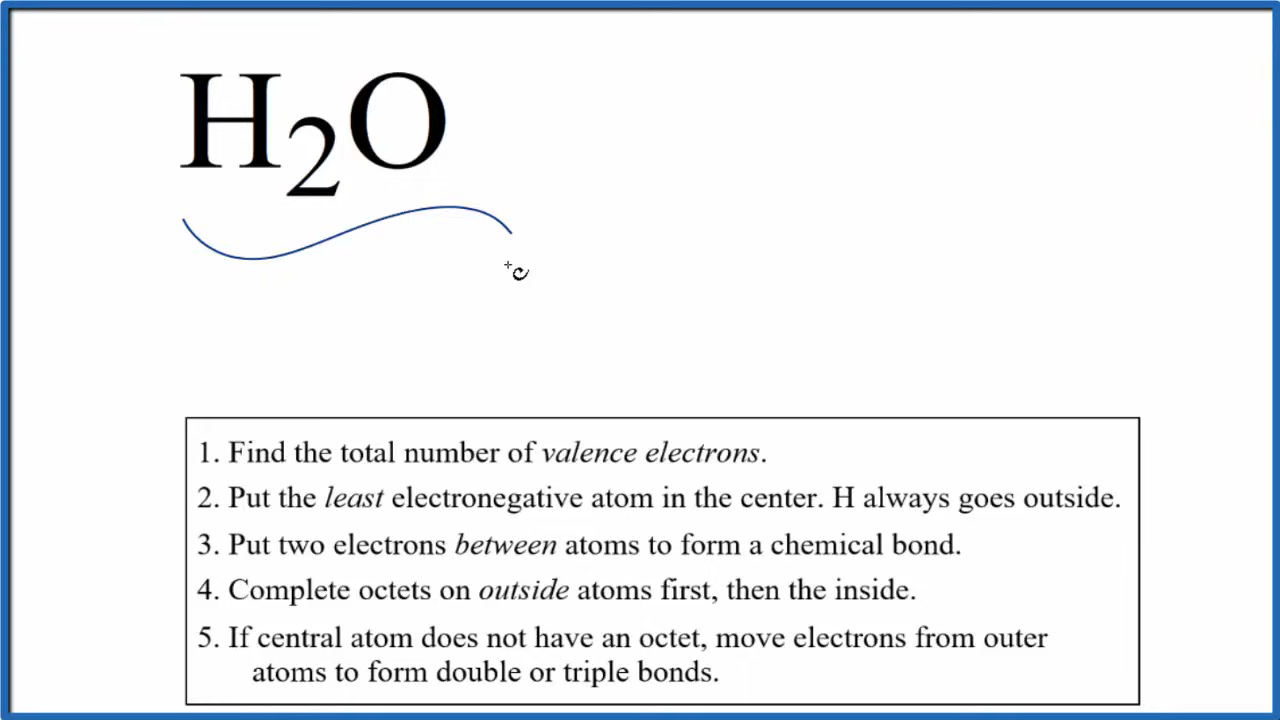 H₂O
1. Find the total number of valence electrons.
2. Put the least electronegative atom in the center. H always goes outside.
3. Put two electrons between atoms to form a chemical bond.
4. Complete octets on outside atoms first, then the inside.
5. If central atom does not have an octet, move electrons from outer
atoms to form double or triple bonds.